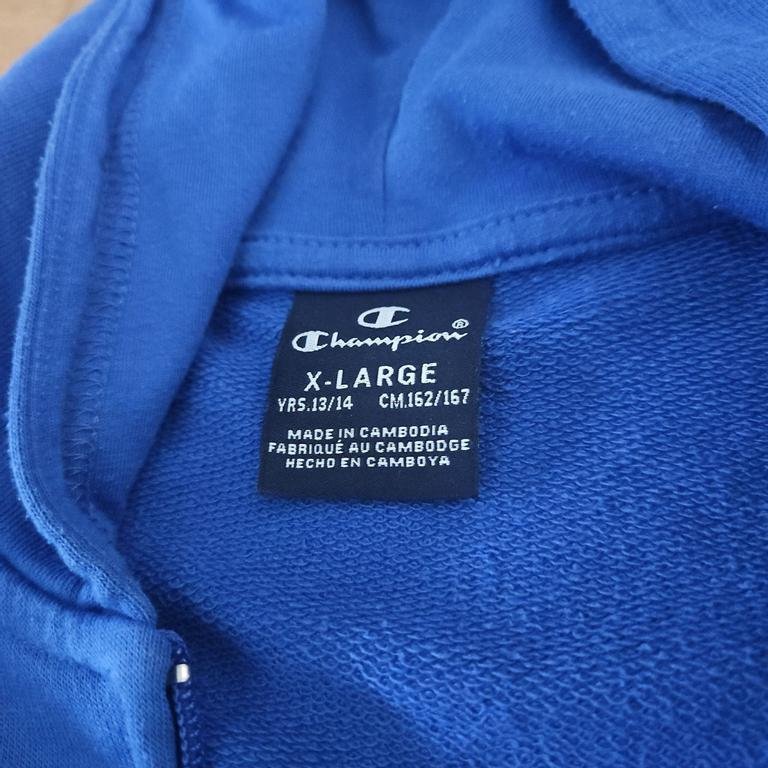 Champion®
X-LARGE
YRS.13/14 CM.162/167
MADE IN CAMBODIA
FABRIQUÉ AU CAMBODGE
HECHO EN CAMBOYA